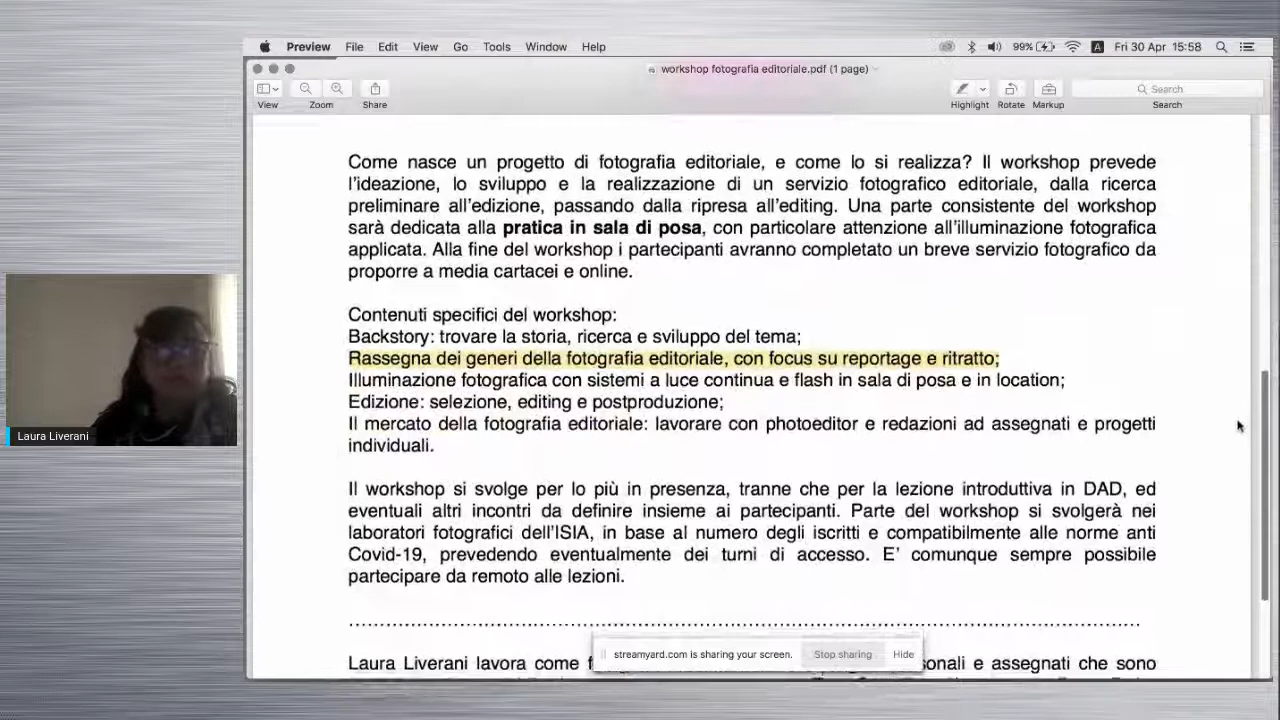 Preview File Edit View Go Tools Window Help 99% A Fri 30 Apr 15:58
workshop fotografia editoriale.pdf (1 page)
View Zoom Share Highlight Rotate Markup Search
Search
Come nasce un progetto di fotografia editoriale, e come lo si realizza? Il workshop prevede
l'ideazione, lo sviluppo e la realizzazione di un servizio fotografico editoriale, dalla ricerca
preliminare all'edizione, passando dalla ripresa all'editing. Una parte consistente del workshop
sarà dedicata alla pratica in sala di posa, con particolare attenzione all'illuminazione fotografica
applicata. Alla fine del workshop i partecipanti avranno completato un breve servizio fotografico da
proporre a media cartacei e online.
Contenuti specifici del workshop:
Backstory: trovare la storia, ricerca e sviluppo del tema;
Rassegna dei generi della fotografia editoriale, con focus su reportage e ritratto;
Illuminazione fotografica con sistemi a luce continua e flash in sala di posa e in location;
Edizione: selezione, editing e postproduzione;
Il mercato della fotografia editoriale: lavorare con photoeditor e redazioni ad assegnati e progetti
individuali.
Il workshop si svolge per lo più in presenza, tranne che per la lezione introduttiva in DAD, ed
eventuali altri incontri da definire insieme ai partecipanti. Parte del workshop si svolgerà nei
laboratori fotografici dell'ISIA, in base al numero degli iscritti e compatibilmente alle norme anti
Covid-19, prevedendo eventualmente dei turni di accesso. E' comunque sempre possibile
partecipare da remoto alle lezioni.
streamyard.com is sharing your screen. Stop sharing Hide
Laura Liverani lavora come e assegnati che sono
Laura Liverani